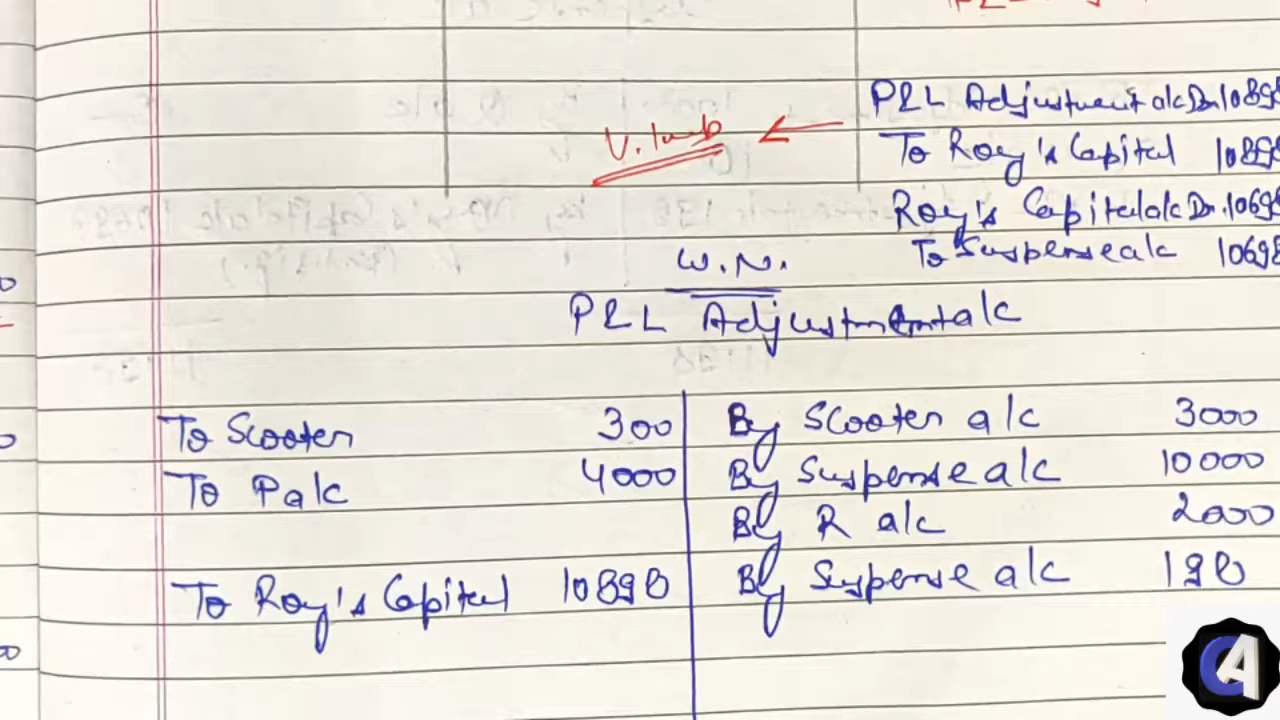 P&L Adjustment a/c Dr. 10898
V. Imp
To Roy's Capital 10898
Roy's Capital a/c Dr. 10698
To Suspense a/c 10698
W.N.
P&L Adjustment a/c
To Scooter 300 By Scooter a/c 3000
To P a/c 4000 By Suspense a/c 10000
By R a/c 2000
To Roy's Capital 10898 By Suspense a/c 198
CA